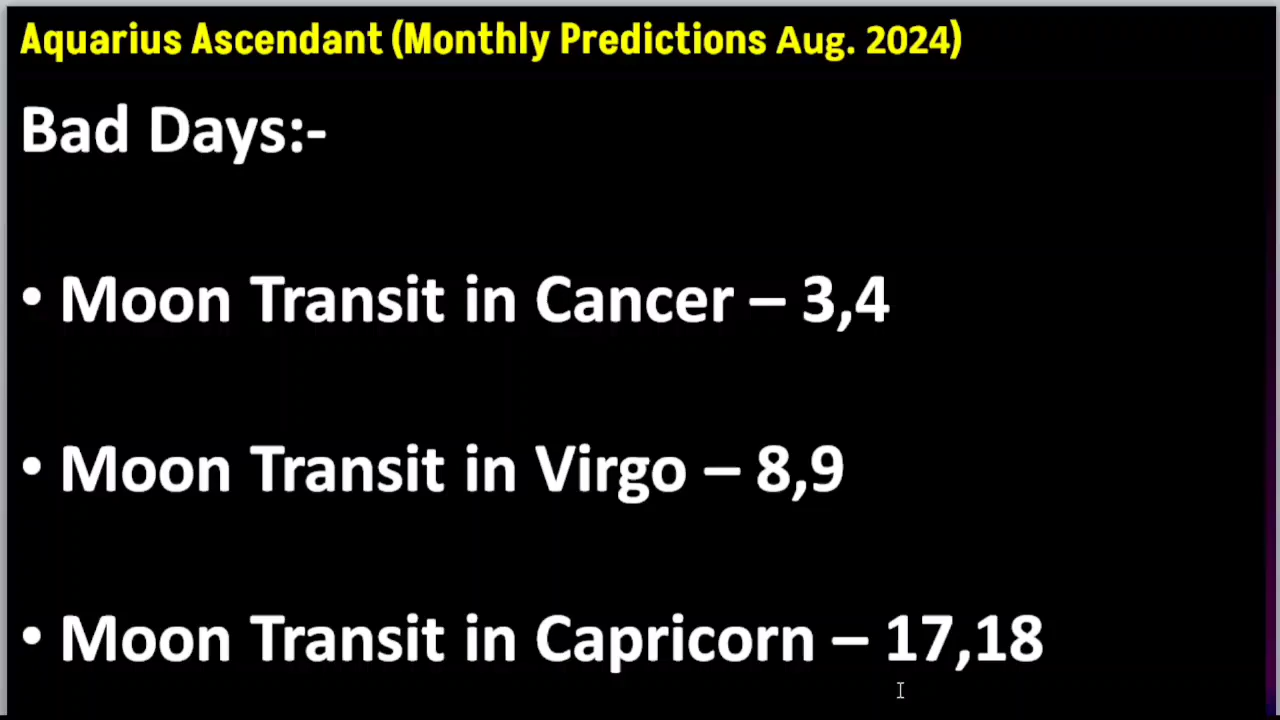 Aquarius Ascendant (Monthly Predictions Aug. 2024)
Bad Days:-
• Moon Transit in Cancer – 3,4
• Moon Transit in Virgo – 8,9
• Moon Transit in Capricorn – 17,18